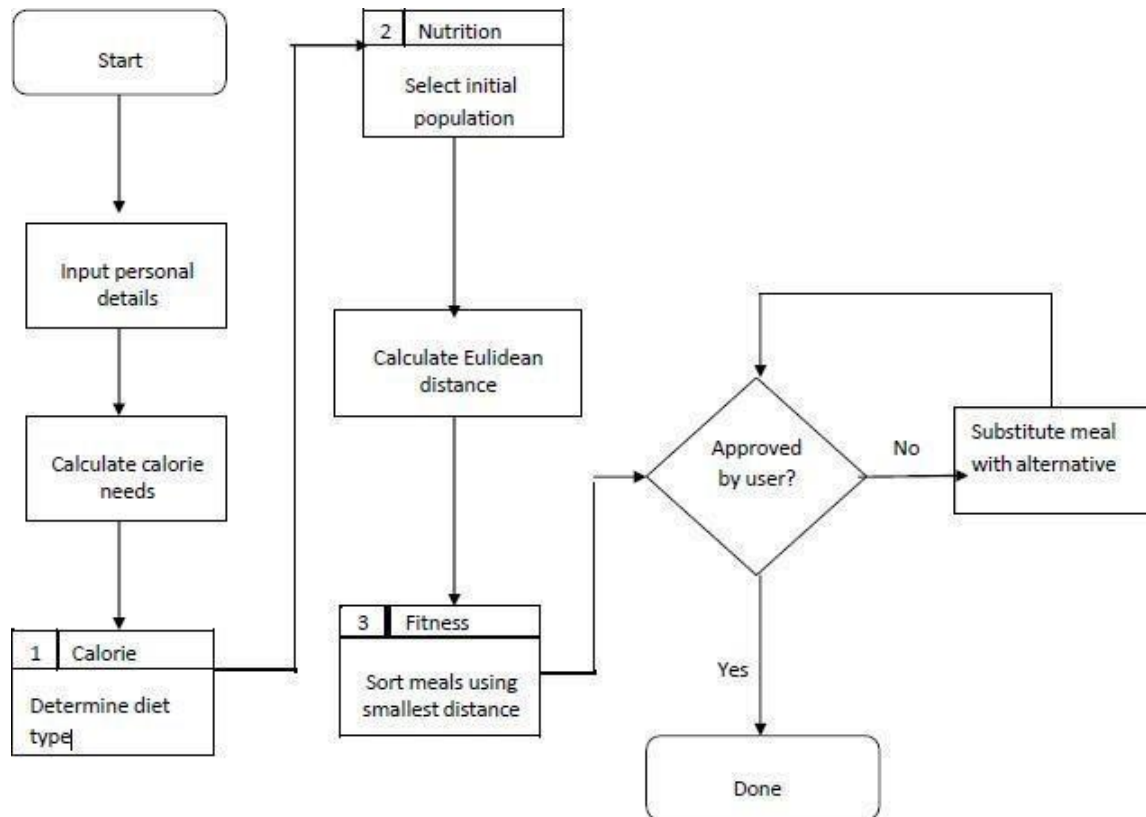 Start
Input personal
details
Calculate calorie
needs
1 Calorie
Determine diet
type
2 Nutrition
Select initial
population
Calculate Eulidean
distance
3 Fitness
Sort meals using
smallest distance
Approved
by user?
No
Substitute meal
with alternative
Yes
Done